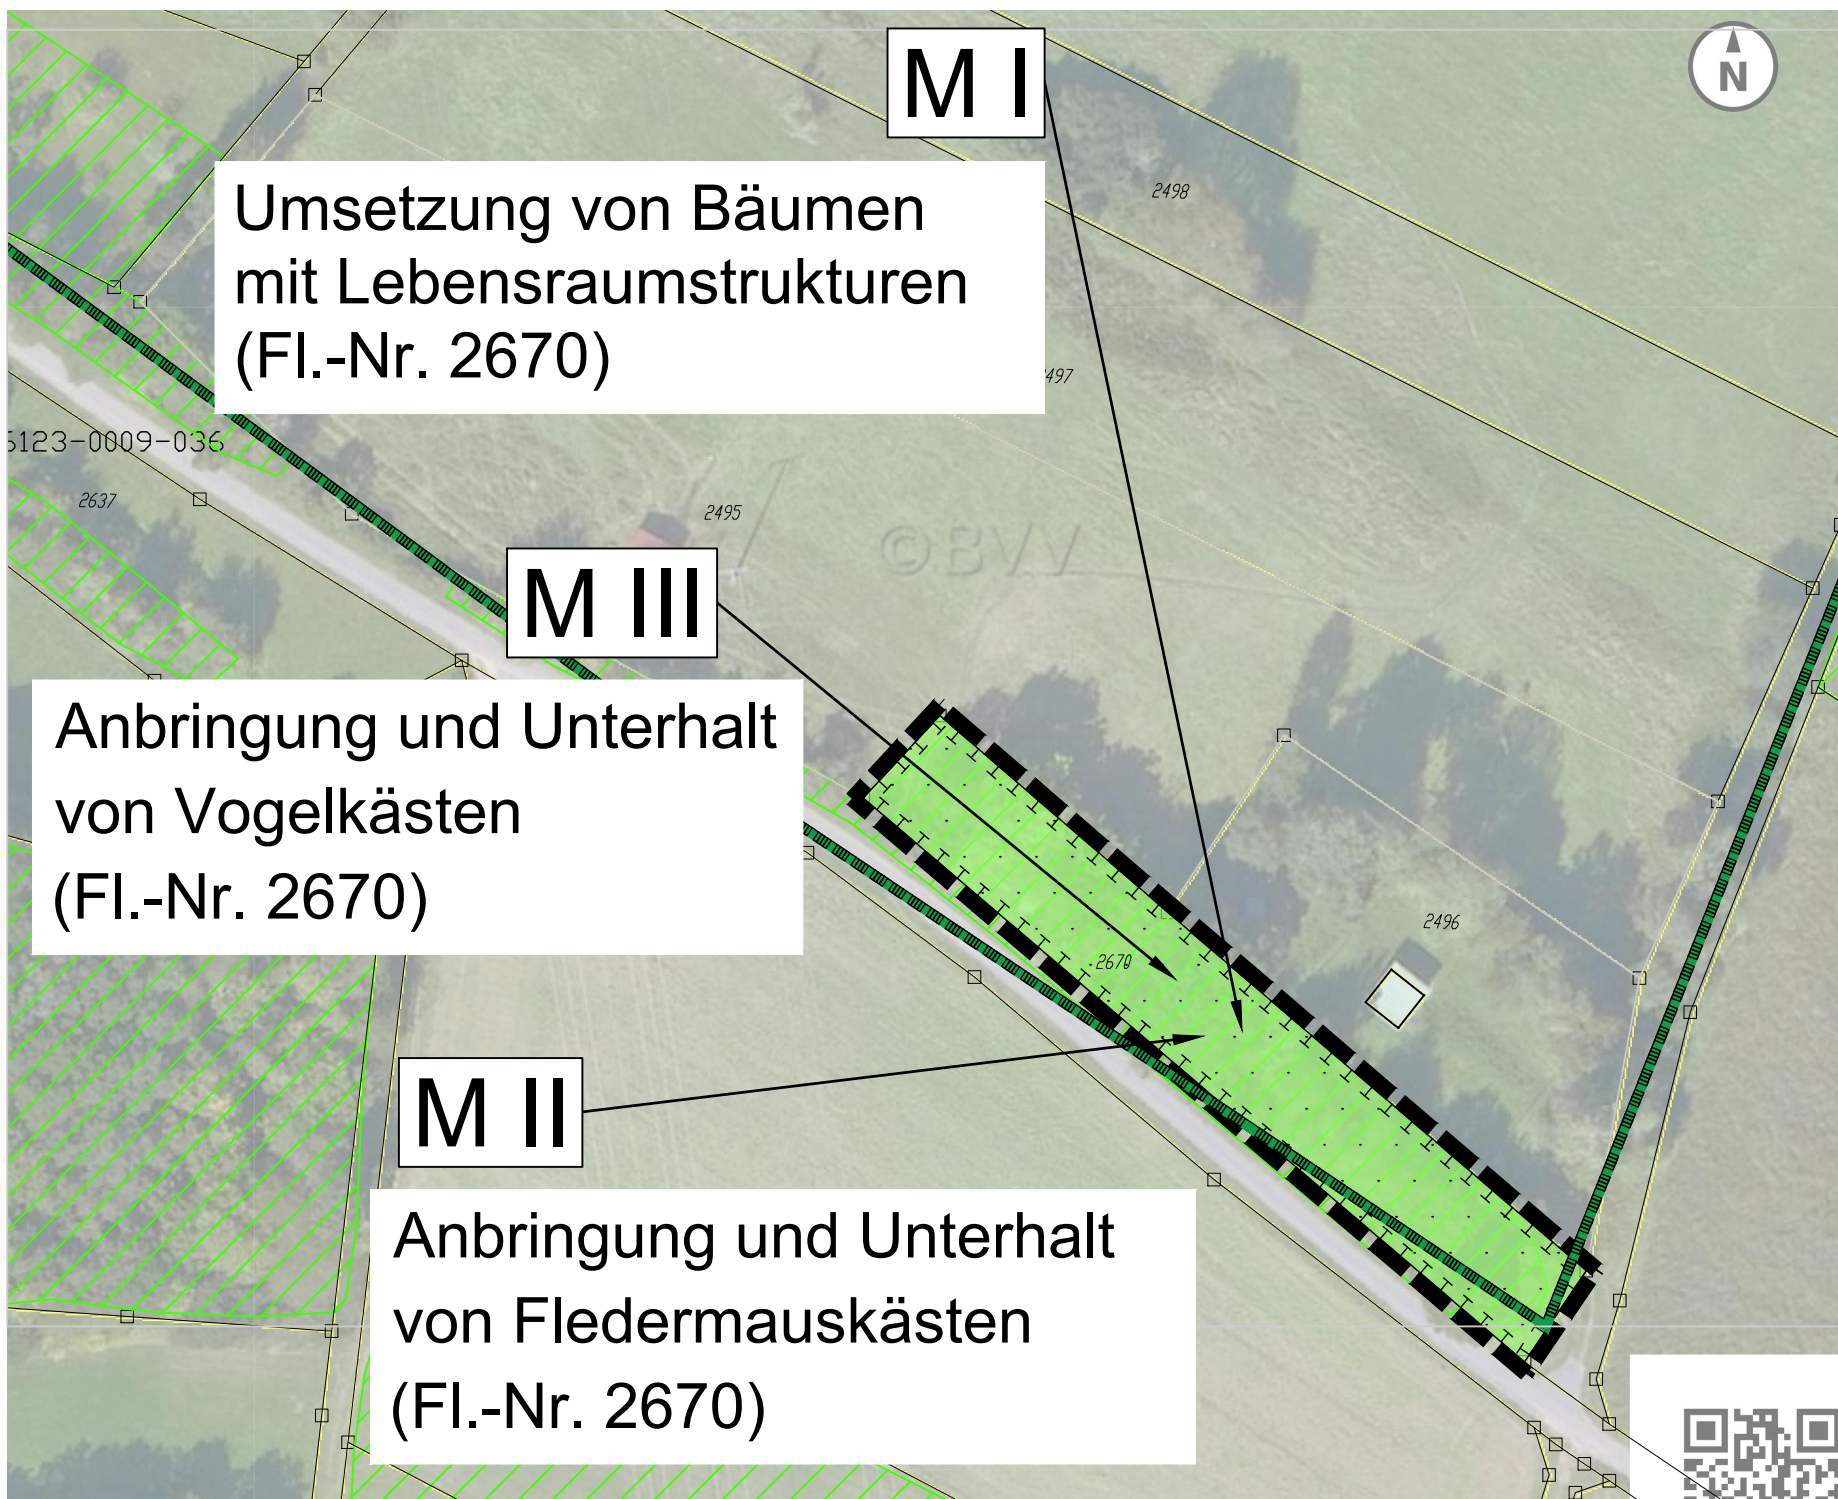 M I
N
Umsetzung von Bäumen
mit Lebensraumstrukturen
(Fl.-Nr. 2670)
2498
2497
6123-0009-036
2637
2495
©BVV
M III
Anbringung und Unterhalt
von Vogelkästen
(Fl.-Nr. 2670)
2496
2670
M II
Anbringung und Unterhalt
von Fledermauskästen
(Fl.-Nr. 2670)